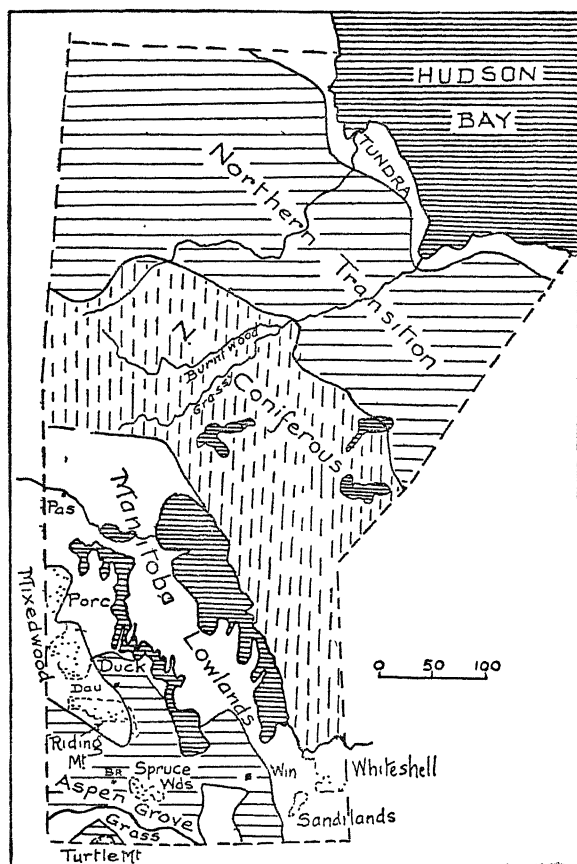 HUDSON
BAY
TUNDRA
Northern
Transition
N
Burntwood
Grassy
Coniferous
Manitoba
Pas
Mixedwood
Porc
Lowlands
0 50 100
Duck
Dau
Riding
Mt
BR
Spruce
Wds
Win
Whiteshell
Aspen Grove
Sandilands
Grass
Turtle Mt